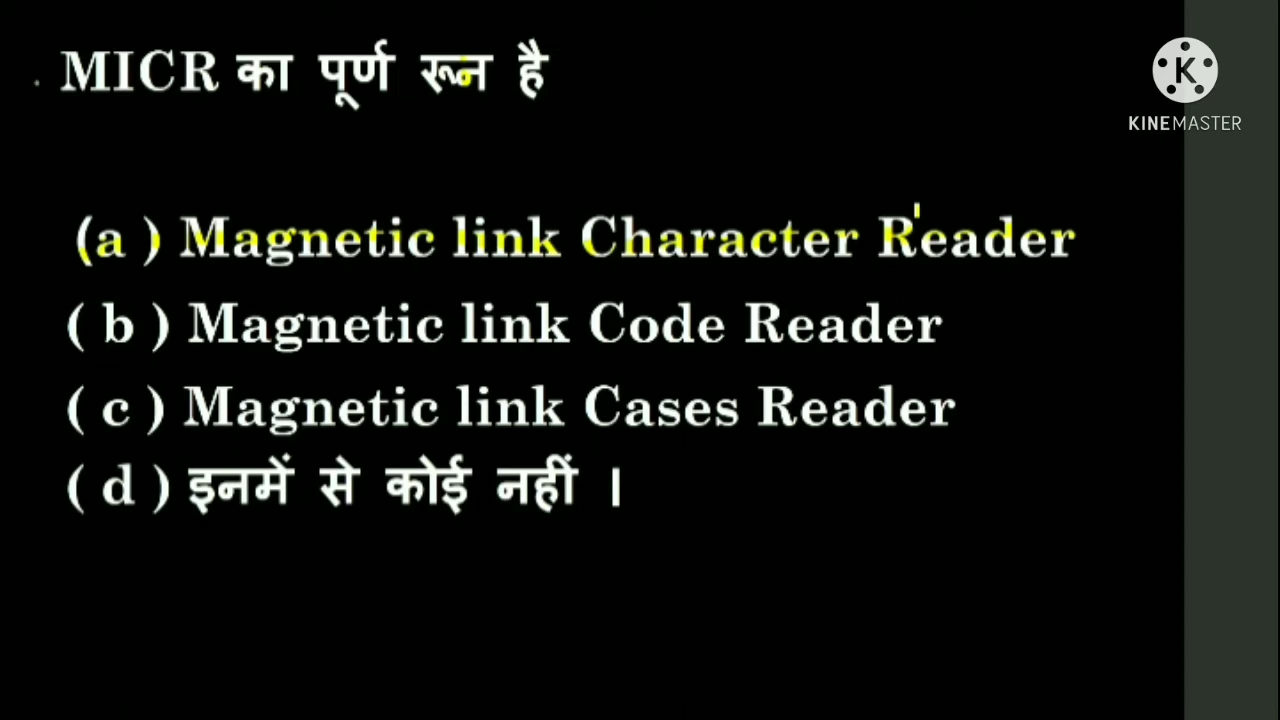 MICR का पूर्ण रून है
KINEMASTER
(a ) Magnetic link Character Reader
( b ) Magnetic link Code Reader
( c ) Magnetic link Cases Reader
( d ) इनमें से कोई नहीं ।